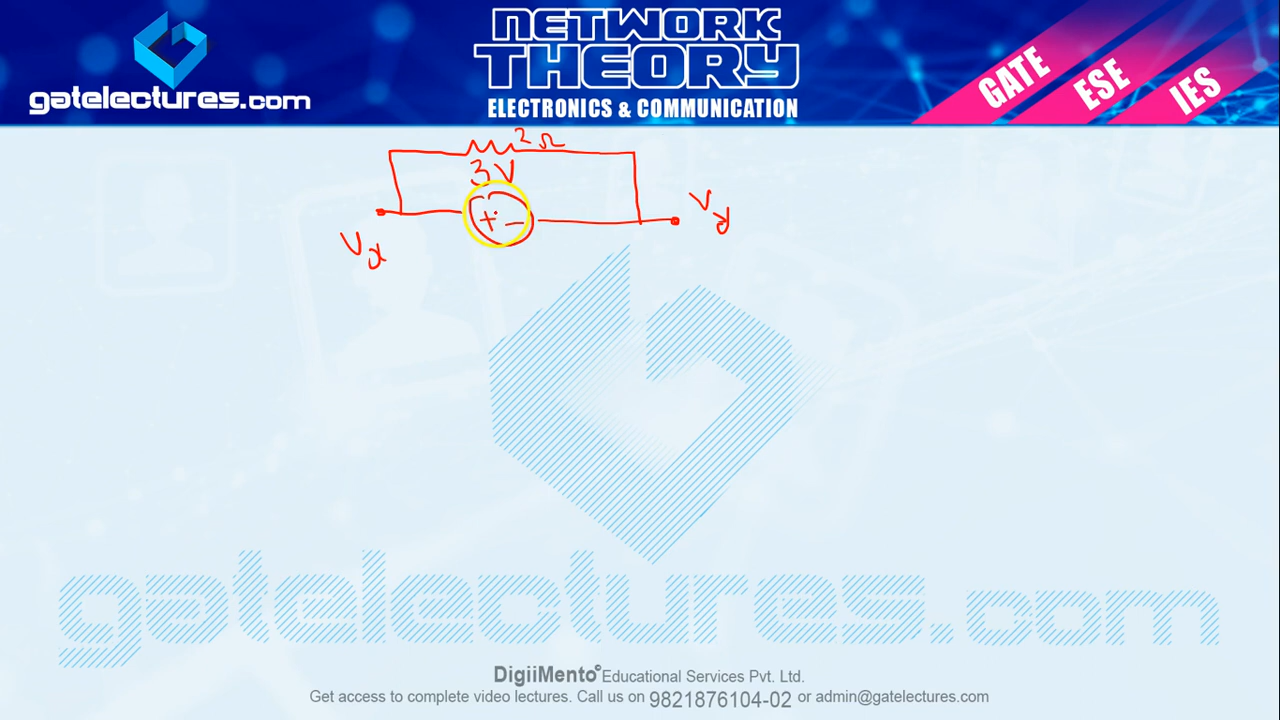 gatelectures.com
NETWORK
THEORY
ELECTRONICS & COMMUNICATION
GATE
ESE
IES
2 Ω
3V
+ -
Vx
Vy
gatelectures.com
DigiiMento© Educational Services Pvt. Ltd.
Get access to complete video lectures. Call us on 9821876104-02 or admin@gatelectures.com